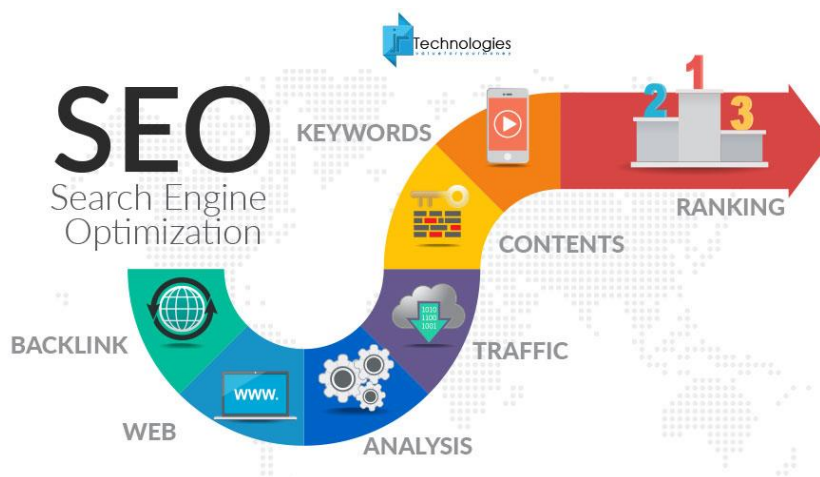 Technologies
SEO
Search Engine
Optimization
KEYWORDS
1
2
3
RANKING
CONTENTS
BACKLINK
WWW.
1010
1100
1001
TRAFFIC
WEB
ANALYSIS